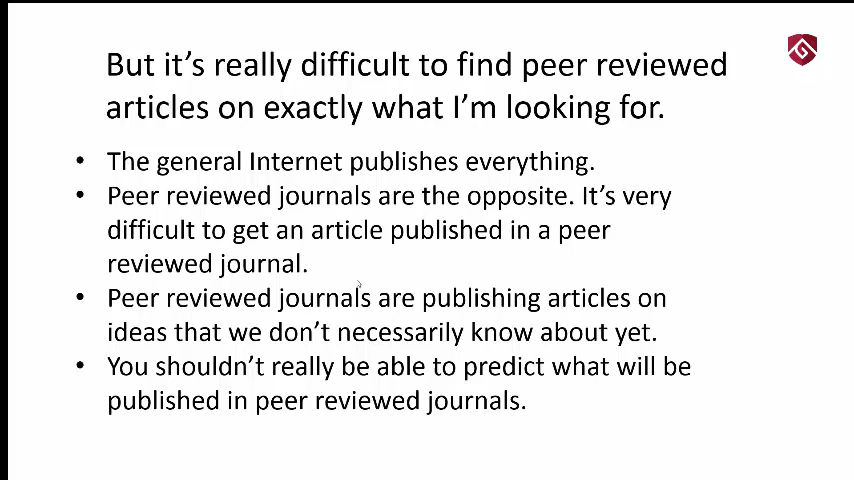 But it's really difficult to find peer reviewed
articles on exactly what I'm looking for.
• The general Internet publishes everything.
• Peer reviewed journals are the opposite. It's very
difficult to get an article published in a peer
reviewed journal.
• Peer reviewed journals are publishing articles on
ideas that we don't necessarily know about yet.
• You shouldn't really be able to predict what will be
published in peer reviewed journals.